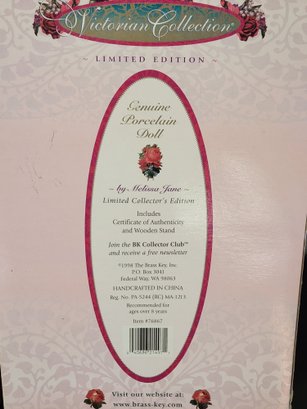 Victorian Collection®
~ LIMITED EDITION ~
Genuine
Porcelain
Doll
~ by Melissa Jane ~
Limited Collector's Edition
Includes
Certificate of Authenticity
and Wooden Stand
Join the BK Collector Club™
and receive a free newsletter
©1998 The Brass Key, Inc.
P.O. Box 3041
Federal Way, WA 98063
HANDCRAFTED IN CHINA
Reg. No. PA-5244 (RC) MA-1213
Recommended for
ages over 8 years
Item #76867
Visit our website at:
www.brass-key.com